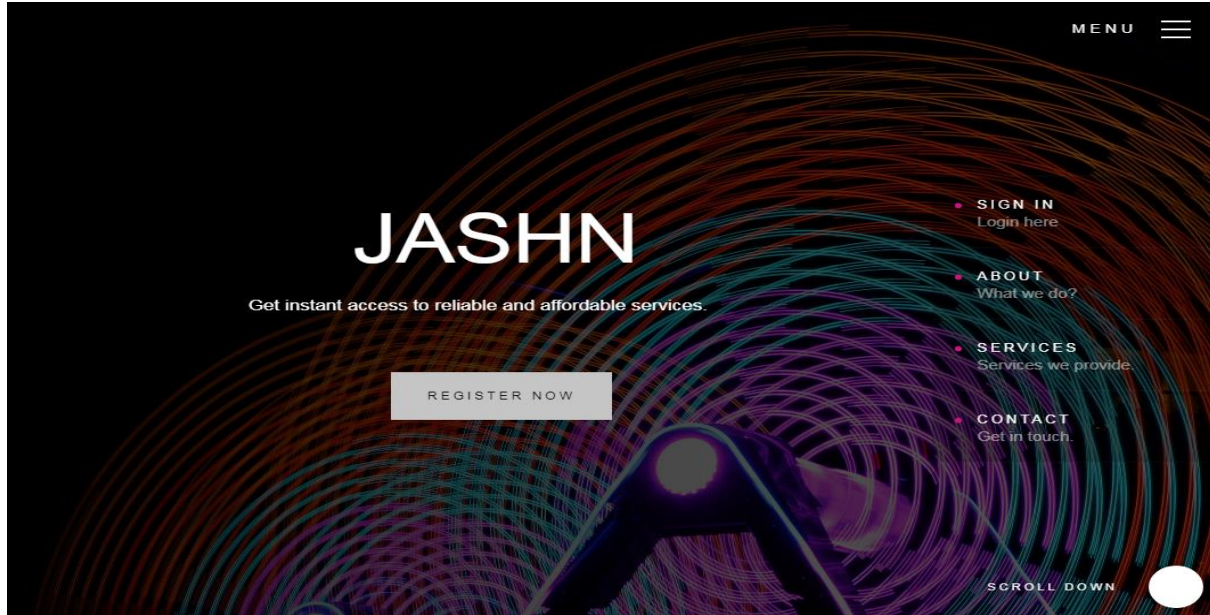 MENU
JASHN
Get instant access to reliable and affordable services.
REGISTER NOW
SIGN IN
Login here
ABOUT
What we do?
SERVICES
Services we provide.
CONTACT
Get in touch.
SCROLL DOWN